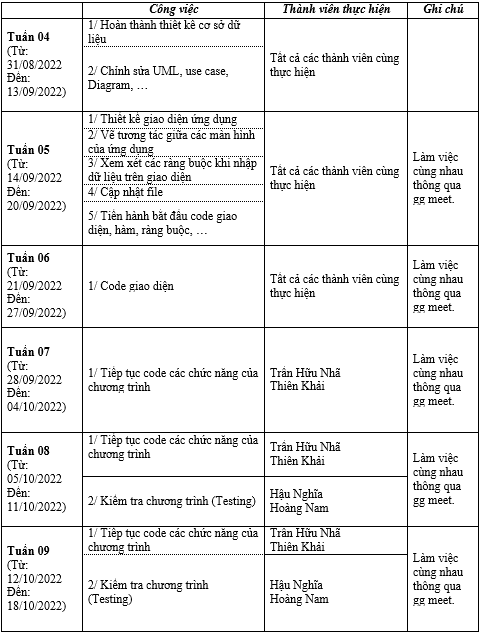 Công việc
Thành viên thực hiện
Ghi chú
Tuần 04
(Từ:
31/08/2022
Đến:
13/09/2022)
1/ Hoàn thành thiết kế cơ sở dữ
liệu
2/ Chỉnh sửa UML, use case,
Diagram, …
Tất cả các thành viên cùng
thực hiện
Tuần 05
(Từ:
14/09/2022
Đến:
20/09/2022)
1/ Thiết kế giao diện ứng dụng
2/ Vẽ tương tác giữa các màn hình
của ứng dụng
3/ Xem xét các ràng buộc khi nhập
dữ liệu trên giao diện
4/ Cập nhật file
5/ Tiến hành bắt đầu code giao
diện, hàm, ràng buộc, …
Tất cả các thành viên cùng
thực hiện
Làm việc
cùng nhau
thông qua
gg meet.
Tuần 06
(Từ:
21/09/2022
Đến:
27/09/2022)
1/ Code giao diện
Tất cả các thành viên cùng
thực hiện
Làm việc
cùng nhau
thông qua
gg meet.
Tuần 07
(Từ:
28/09/2022
Đến:
04/10/2022)
1/ Tiếp tục code các chức năng của
chương trình
Trần Hữu Nhã
Thiên Khải
Làm việc
cùng nhau
thông qua
gg meet.
Tuần 08
(Từ:
05/10/2022
Đến:
11/10/2022)
1/ Tiếp tục code các chức năng của
chương trình
Trần Hữu Nhã
Thiên Khải
2/ Kiểm tra chương trình (Testing)
Hậu Nghĩa
Hoàng Nam
Làm việc
cùng nhau
thông qua
gg meet.
Tuần 09
(Từ:
12/10/2022
Đến:
18/10/2022)
1/ Tiếp tục code các chức năng của
chương trình
Trần Hữu Nhã
Thiên Khải
2/ Kiểm tra chương trình
(Testing)
Hậu Nghĩa
Hoàng Nam
Làm việc
cùng nhau
thông qua
gg meet.